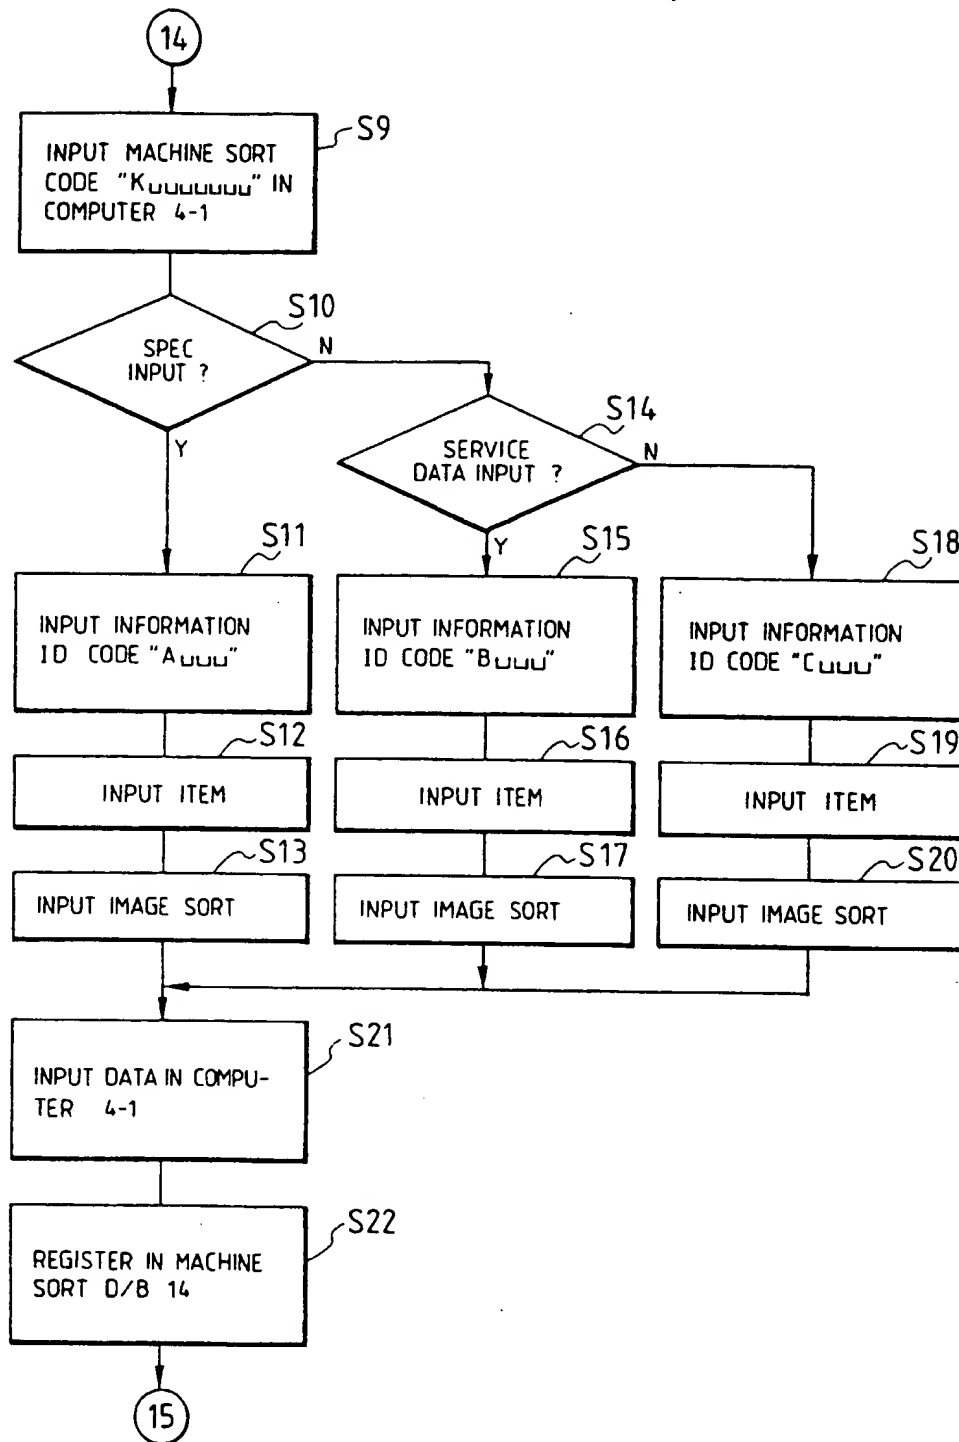 14
S9
INPUT MACHINE SORT
CODE "K␣␣␣␣␣␣␣" IN
COMPUTER 4-1
S10
SPEC
INPUT ?
N
Y
S14
SERVICE
DATA INPUT ?
N
Y
S11
INPUT INFORMATION
ID CODE "A␣␣␣"
S15
INPUT INFORMATION
ID CODE "B␣␣␣"
S18
INPUT INFORMATION
ID CODE "C␣␣␣"
S12
INPUT ITEM
S16
INPUT ITEM
S19
INPUT ITEM
S13
INPUT IMAGE SORT
S17
INPUT IMAGE SORT
S20
INPUT IMAGE SORT
S21
INPUT DATA IN COMPU-
TER 4-1
S22
REGISTER IN MACHINE
SORT D/B 14
15